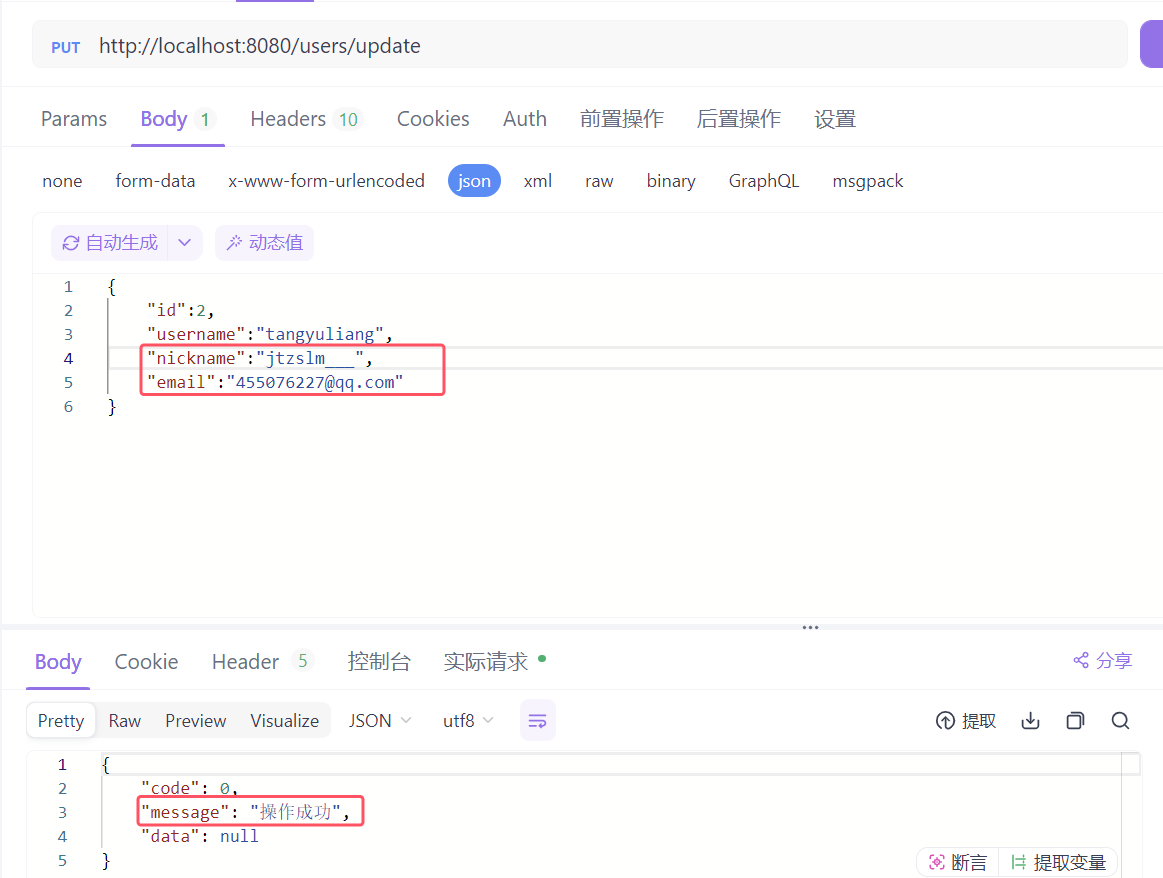 PUT http://localhost:8080/users/update
Params Body 1 Headers 10 Cookies Auth 前置操作 后置操作 设置
none form-data x-www-form-urlencoded json xml raw binary GraphQL msgpack
自动生成 动态值
1 {
2 "id":2,
3 "username":"tangyuliang",
4 "nickname":"jtzslm___",
5 "email":"455076227@qq.com"
6 }
Body Cookie Header 5 控制台 实际请求 分享
Pretty Raw Preview Visualize JSON utf8 提取
1 {
2 "code": 0,
3 "message": "操作成功",
4 "data": null
5 }
断言 提取变量